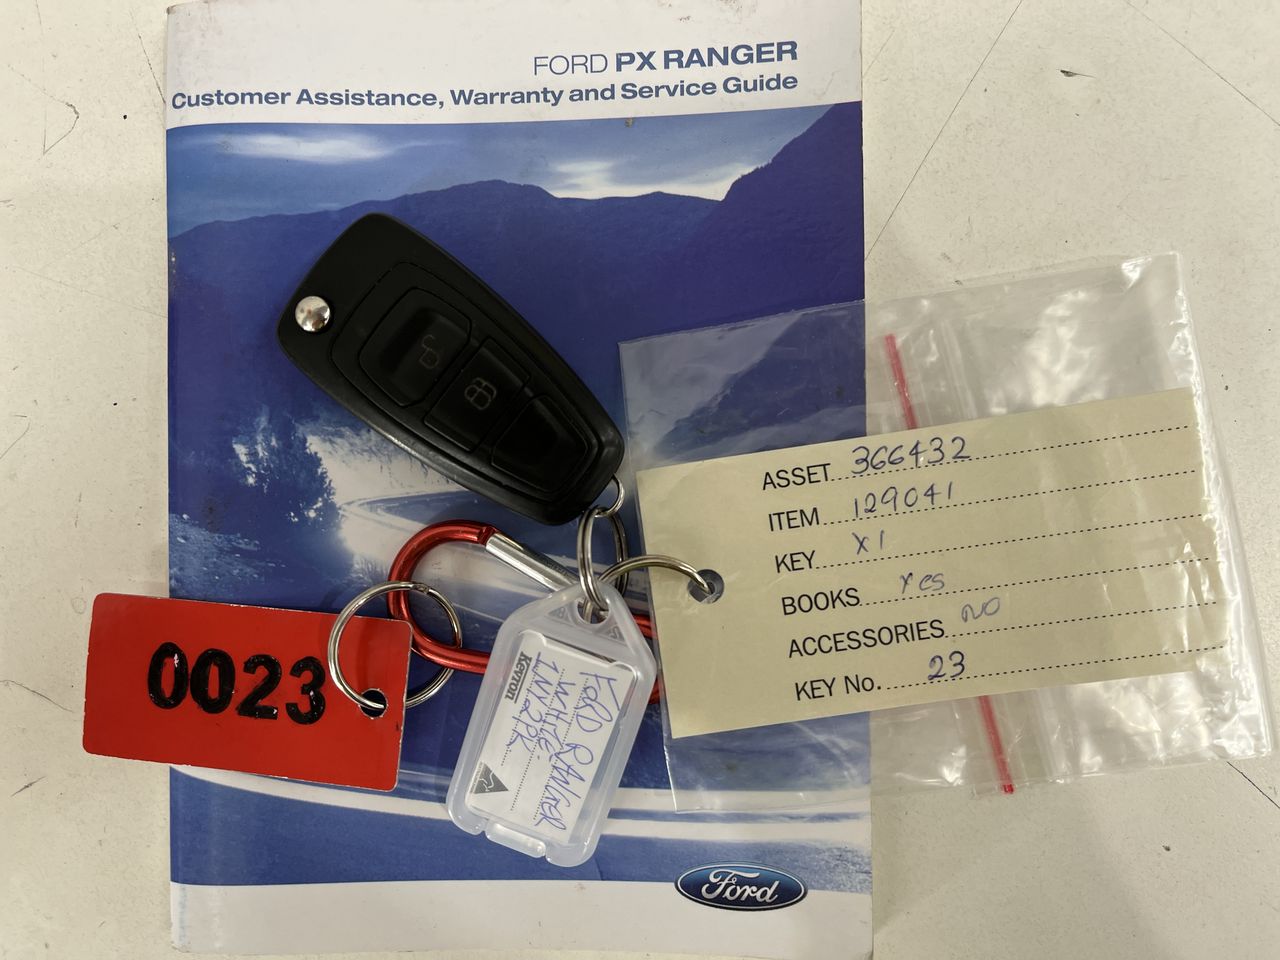 FORD PX RANGER
Customer Assistance, Warranty and Service Guide
ASSET 366432
ITEM 129041
KEY X1
BOOKS Yes
ACCESSORIES NO
KEY No. 23
0023
Keyton
FORD RANGER
WHITE
Ford